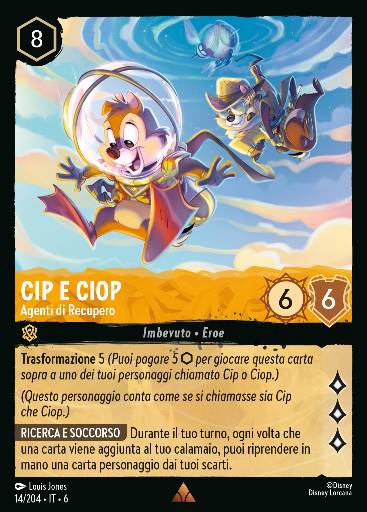 8
CIP E CIOP
Agenti di Recupero
6
6
Imbevuto • Eroe
Trasformazione 5 (Puoi pagare 5 per giocare questa carta
sopra a uno dei tuoi personaggi chiamato Cip o Ciop.)
(Questo personaggio conta come se si chiamasse sia Cip
che Ciop.)
RICERCA E SOCCORSO Durante il tuo turno, ogni volta che
una carta viene aggiunta al tuo calamaio, puoi riprendere in
mano una carta personaggio dai tuoi scarti.
Louis Jones
14/204 • IT • 6
©Disney
Disney Lorcana